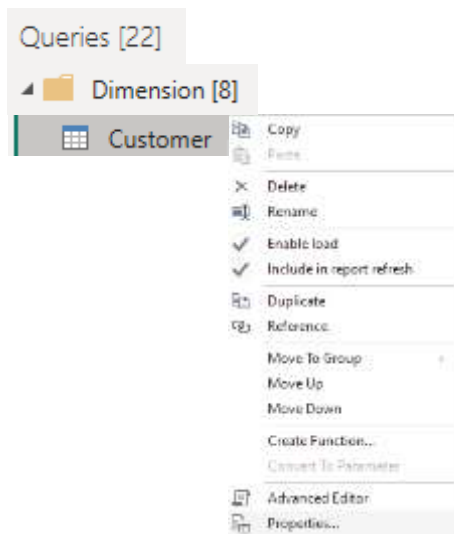 Queries [22]
Dimension [8]
Customer
Copy
Paste
Delete
Rename
Enable load
Include in report refresh
Duplicate
Reference
Move To Group
Move Up
Move Down
Create Function...
Convert To Parameter
Advanced Editor
Properties...